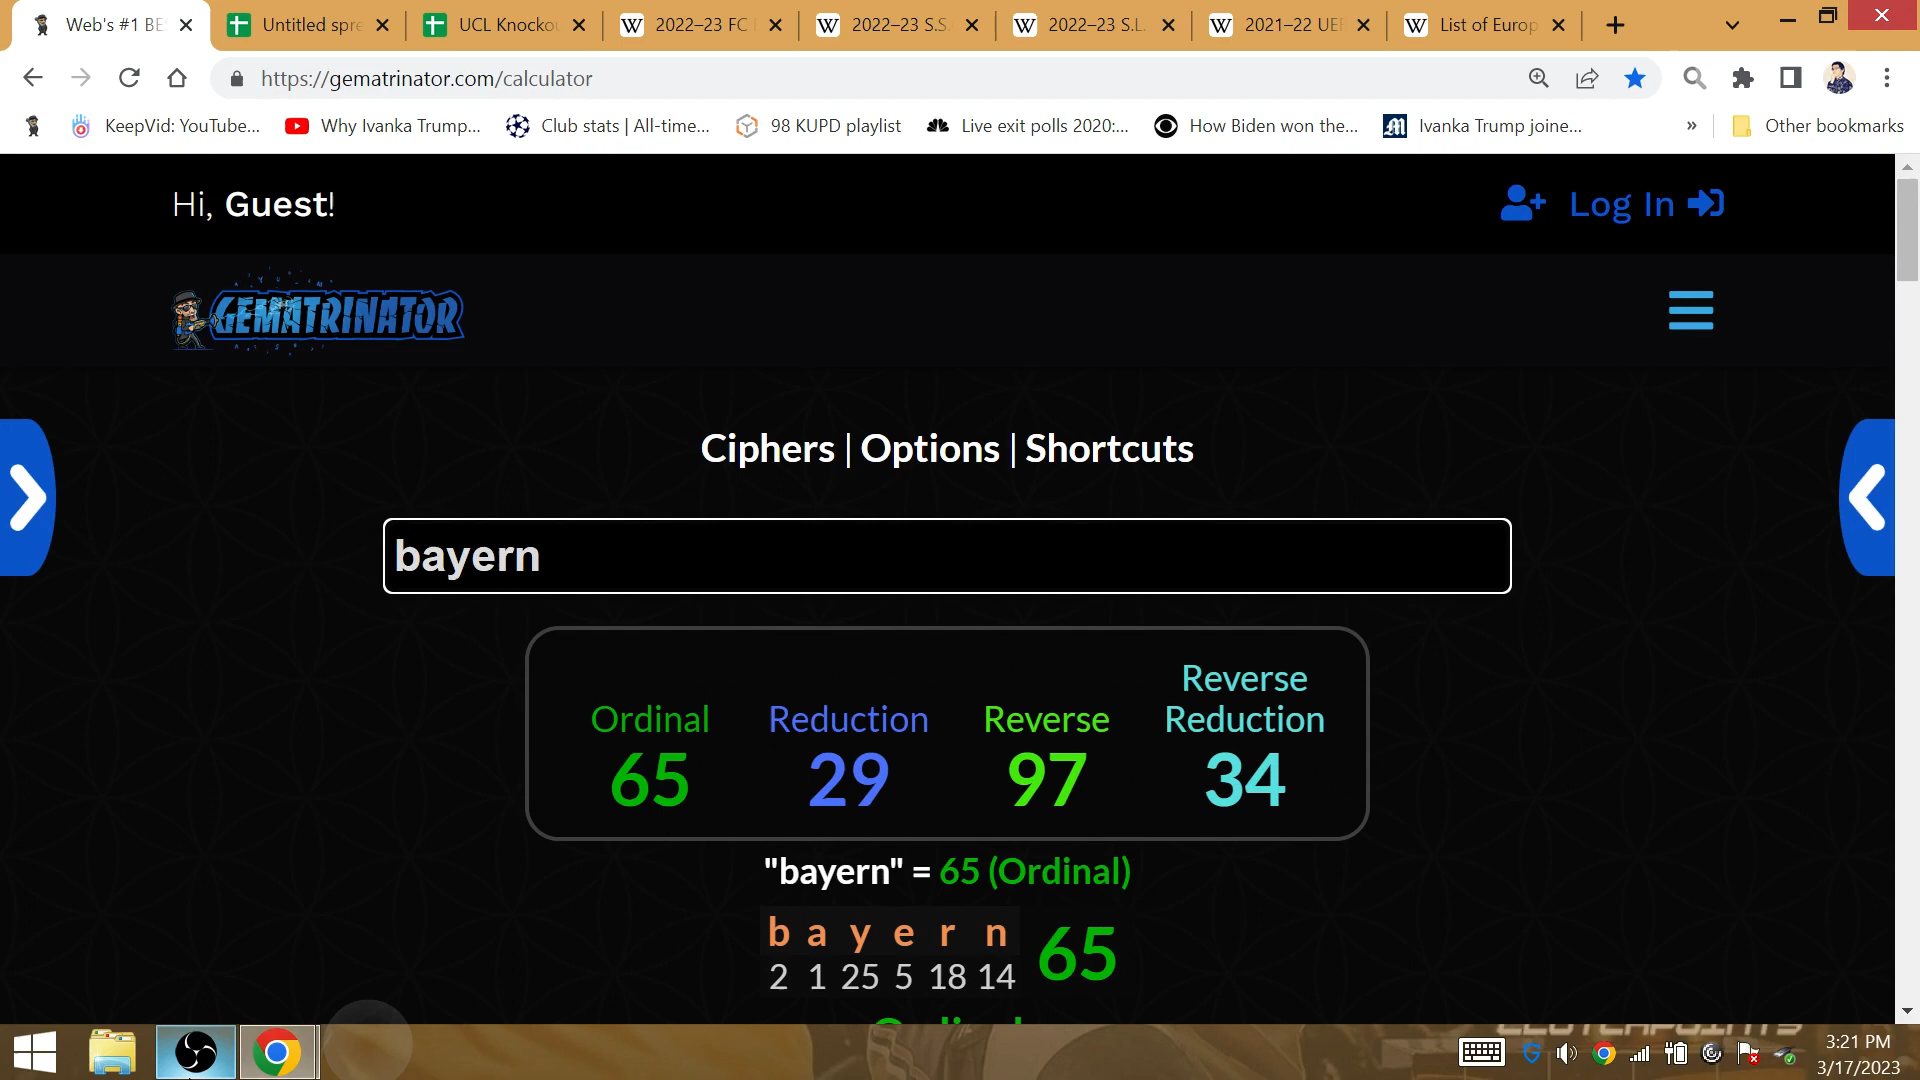 Web's #1 BE
Untitled spre
UCL Knockou
2022–23 FC
2022–23 S.S.
2022–23 S.L.
2021–22 UEF
List of Europ
https://gematrinator.com/calculator
KeepVid: YouTube...
Why Ivanka Trump...
Club stats | All-time...
98 KUPD playlist
Live exit polls 2020:...
How Biden won the...
Ivanka Trump joine...
»
Other bookmarks
Hi, Guest!
Log In
GEMATRINATOR
Ciphers | Options | Shortcuts
bayern
Ordinal
Reduction
Reverse
Reverse Reduction
65
29
97
34
"bayern" = 65 (Ordinal)
b a y e r n
65
2 1 25 5 18 14
Ordinal
CLUTCHPOINTS
3:21 PM
3/17/2023